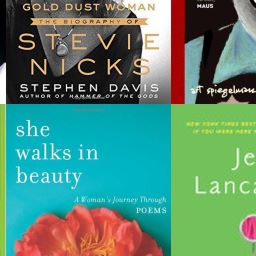 GOLD DUST WOMAN
THE BIOGRAPHY OF
STEVIE
NICKS
STEPHEN DAVIS
AUTHOR OF HAMMER OF THE GODS
MAUS
art spiegelman
she
walks in
beauty
A Woman's Journey Through
POEMS
NEW YORK TIMES BEST
IF YOU WERE HERE
Je
Lanca